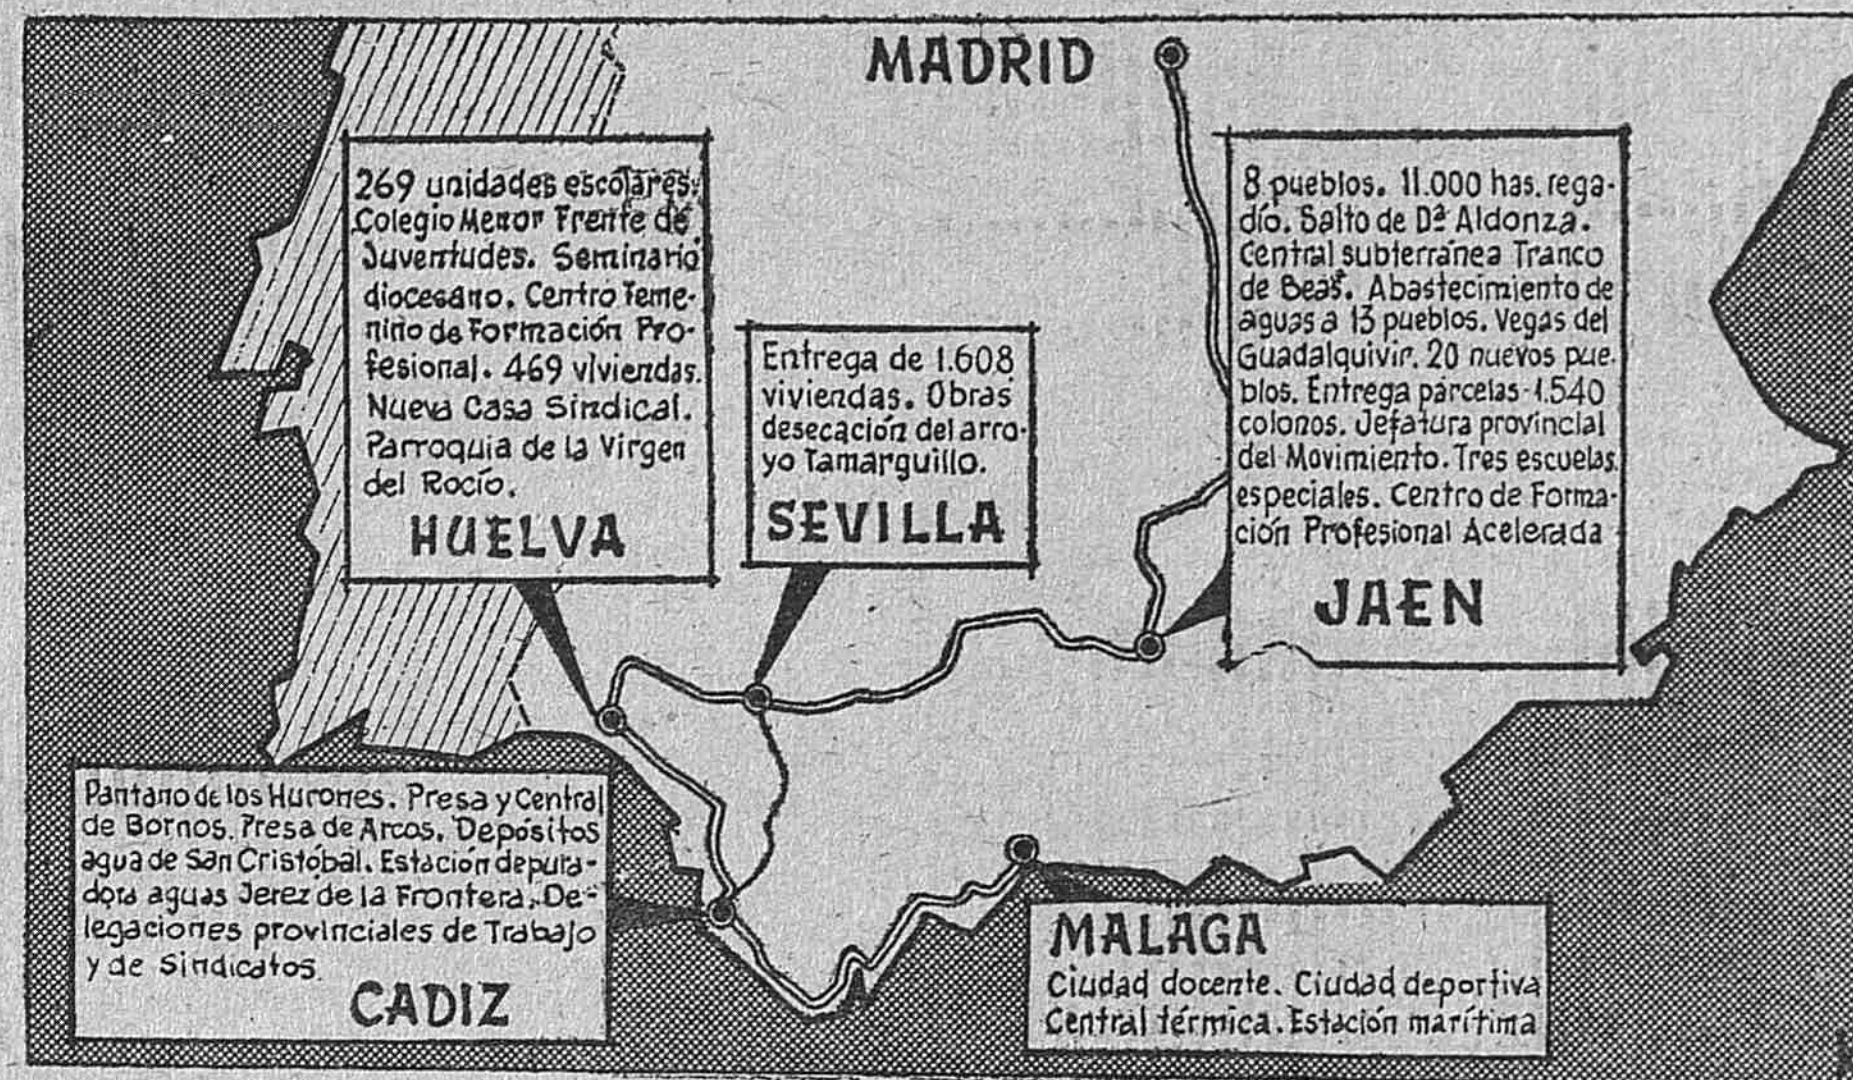 MADRID
269 unidades escolares.
Colegio Menor Frente de
Juventudes. Seminario
diocesano. Centro Feme-
nino de Formación Pro-
fesional. 469 viviendas.
Nueva Casa Sindical.
Parroquia de la Virgen
del Rocío.
HUELVA
Entrega de 1.608
viviendas. Obras
desecación del arro-
yo Tamarguillo.
SEVILLA
8 pueblos. 11.000 has. rega-
dío. Salto de Dª Aldonza.
Central subterránea Tranco
de Beas. Abastecimiento de
aguas a 13 pueblos. Vegas del
Guadalquivir. 20 nuevos pue-
blos. Entrega parcelas-1.540
colonos. Jefatura provincial
del Movimiento. Tres escuelas
especiales. Centro de Forma-
ción Profesional Acelerada
JAEN
Pantano de los Hurones. Presa y Central
de Bornos. Presa de Arcos. Depósitos
agua de San Cristóbal. Estación depura-
dora aguas Jerez de la Frontera. De-
legaciones provinciales de Trabajo
y de Sindicatos.
CADIZ
MALAGA
Ciudad docente. Ciudad deportiva
Central térmica. Estación marítima